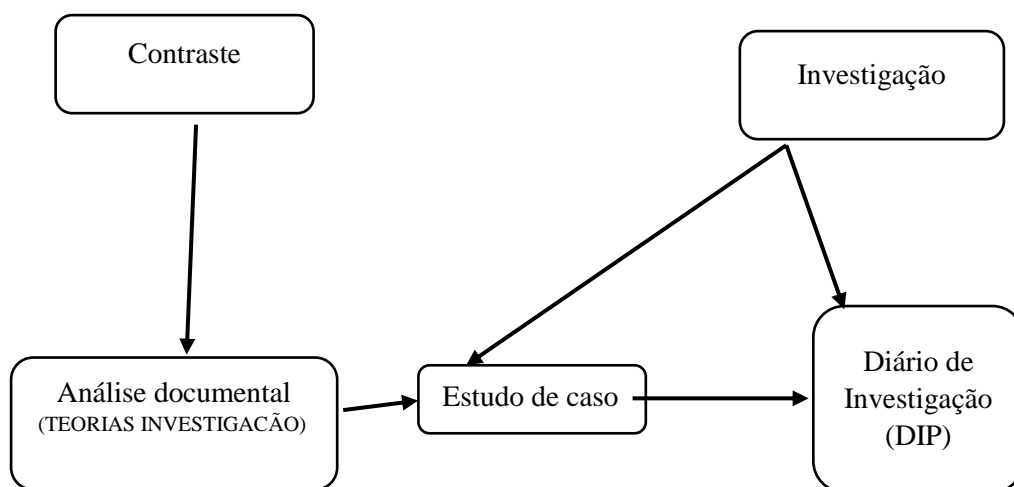 Contraste
Investigação
Análise documental
(TEORIAS INVESTIGACÃO)
Estudo de caso
Diário de
Investigação
(DIP)